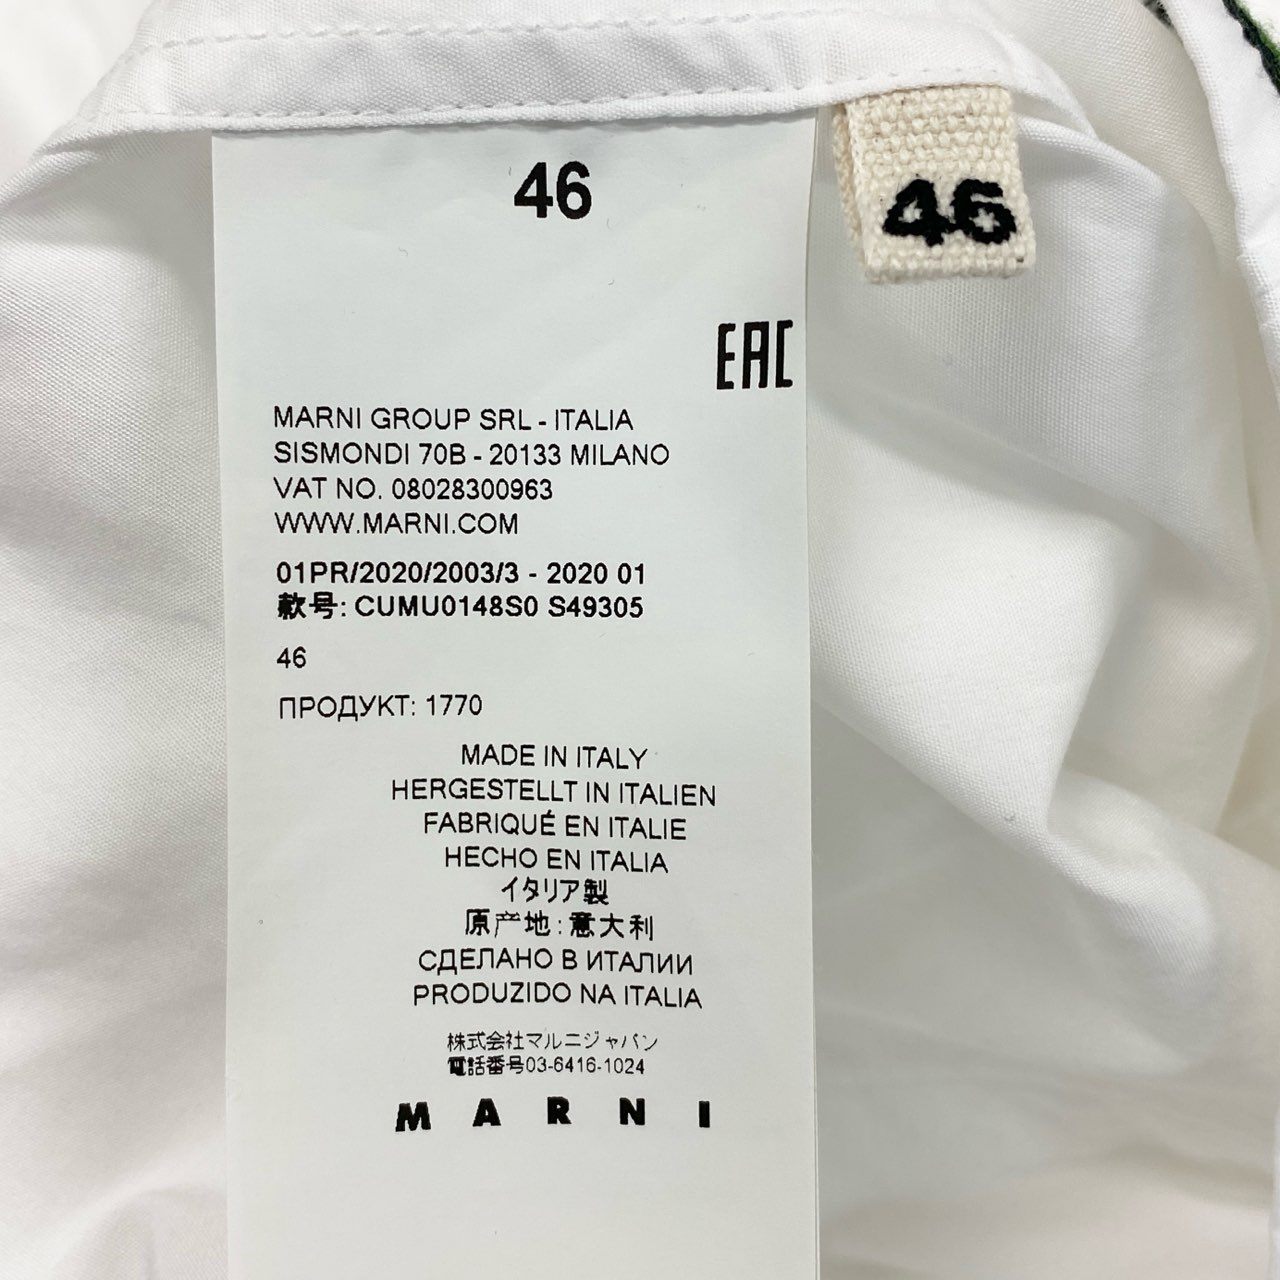 46
46
EAC
MARNI GROUP SRL - ITALIA
SISMONDI 70B - 20133 MILANO
VAT NO. 08028300963
WWW.MARNI.COM
01PR/2020/2003/3 - 2020 01
款号: CUMU0148S0 S49305
46
ПРОДУКТ: 1770
MADE IN ITALY
HERGESTELLT IN ITALIEN
FABRIQUÉ EN ITALIE
HECHO EN ITALIA
イタリア製
原产地: 意大利
СДЕЛАНО В ИТАЛИИ
PRODUZIDO NA ITALIA
株式会社マルニジャパン
電話番号03-6416-1024
MARNI